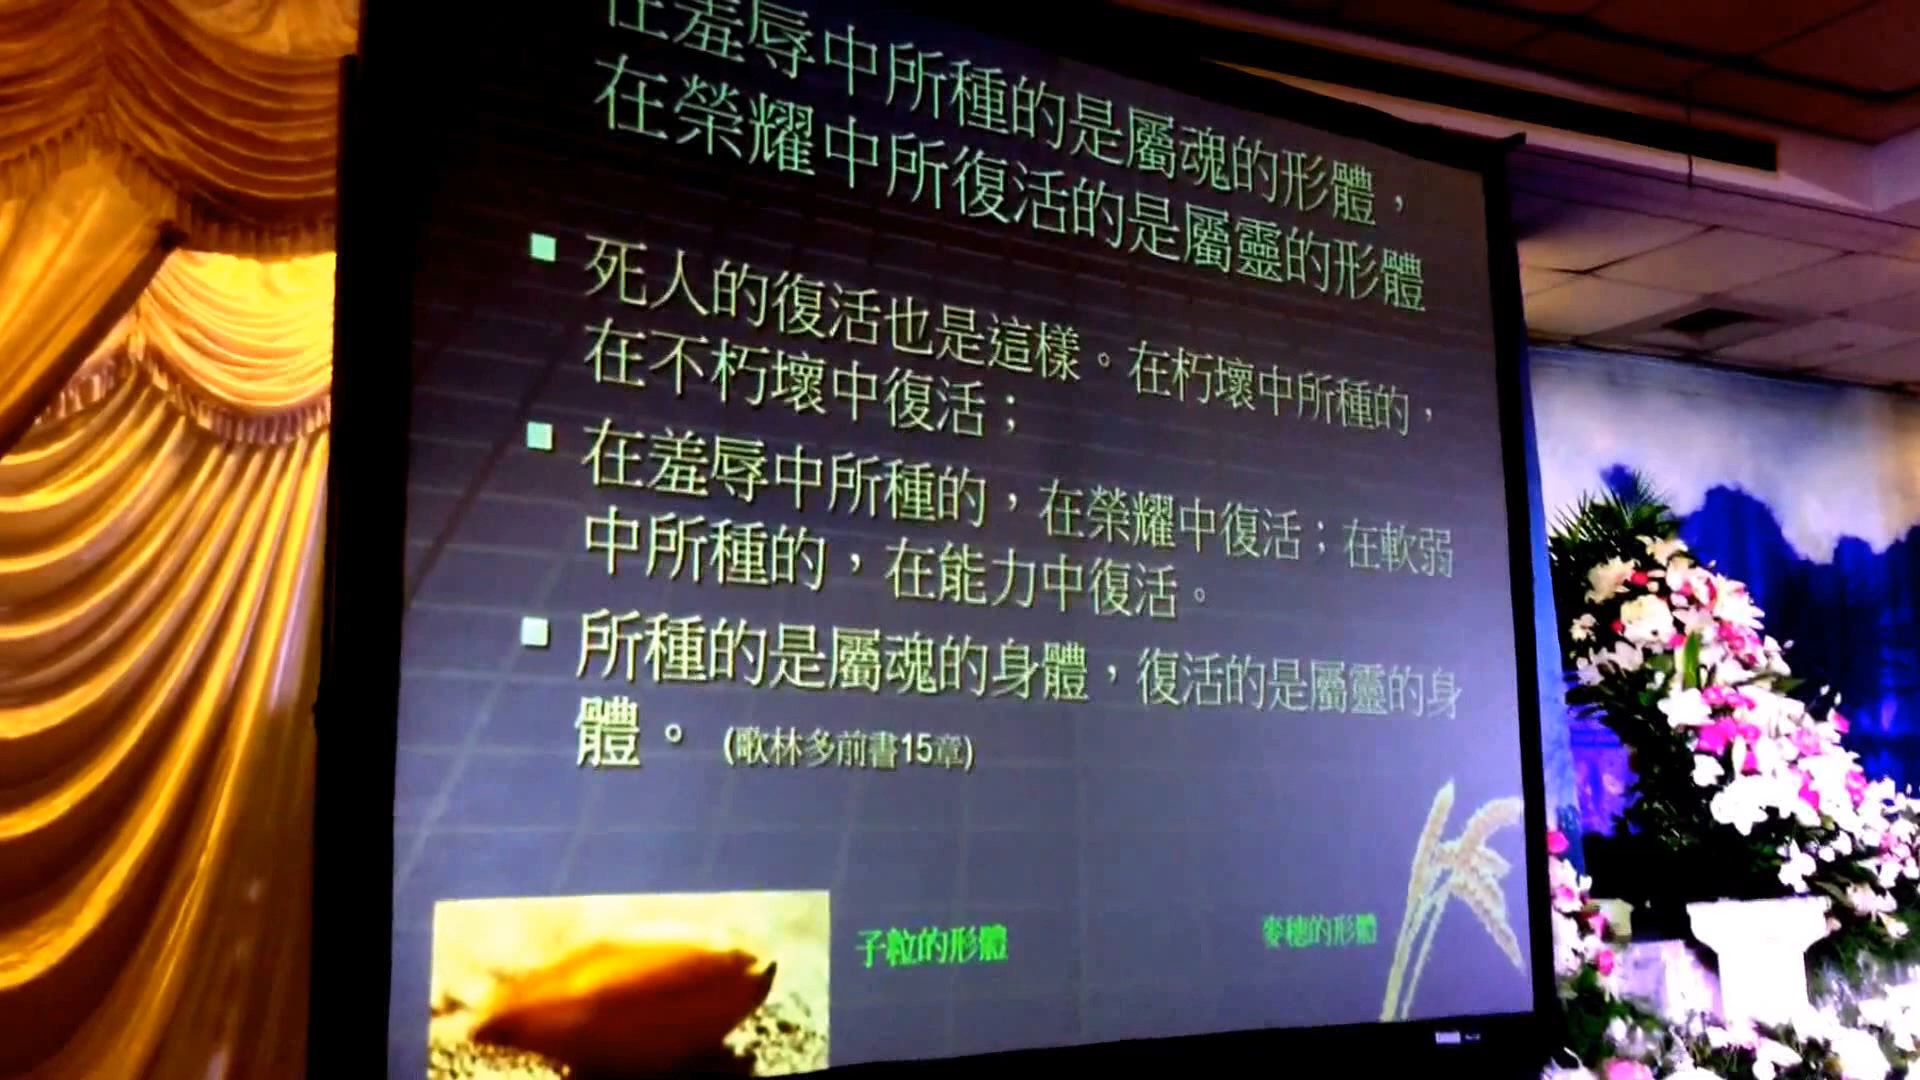 在羞辱中所種的是屬魂的形體，
在榮耀中所復活的是屬靈的形體
死人的復活也是這樣。在朽壞中所種的，
在不朽壞中復活；
在羞辱中所種的，在榮耀中復活；在軟弱
中所種的，在能力中復活。
所種的是屬魂的身體，復活的是屬靈的身
體。(歌林多前書15章)
子粒的形體
麥穗的形體